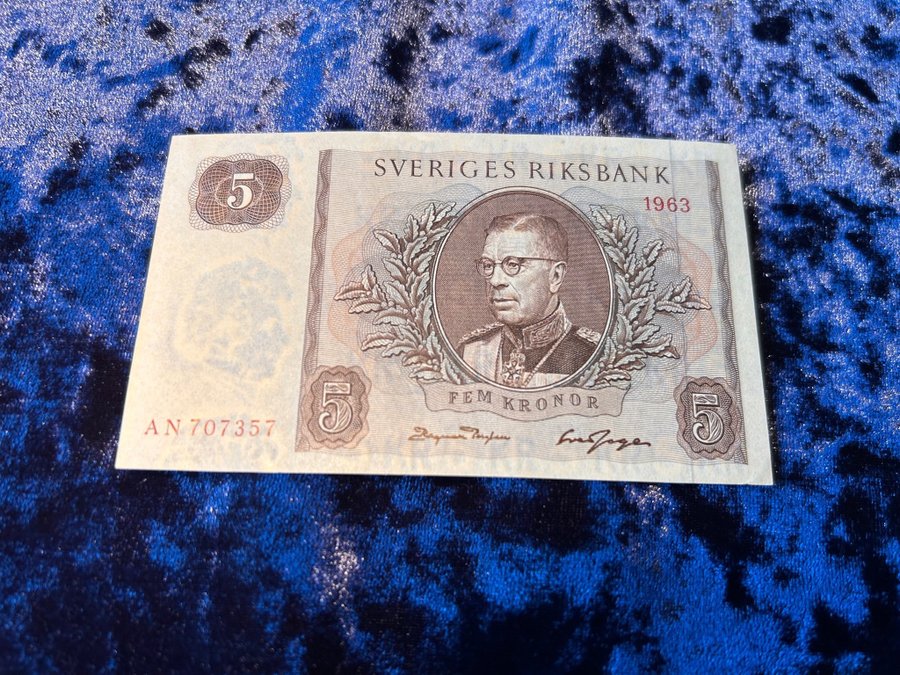 SVERIGES RIKSBANK
5
1963
FEM KRONOR
5
5
AN 707357